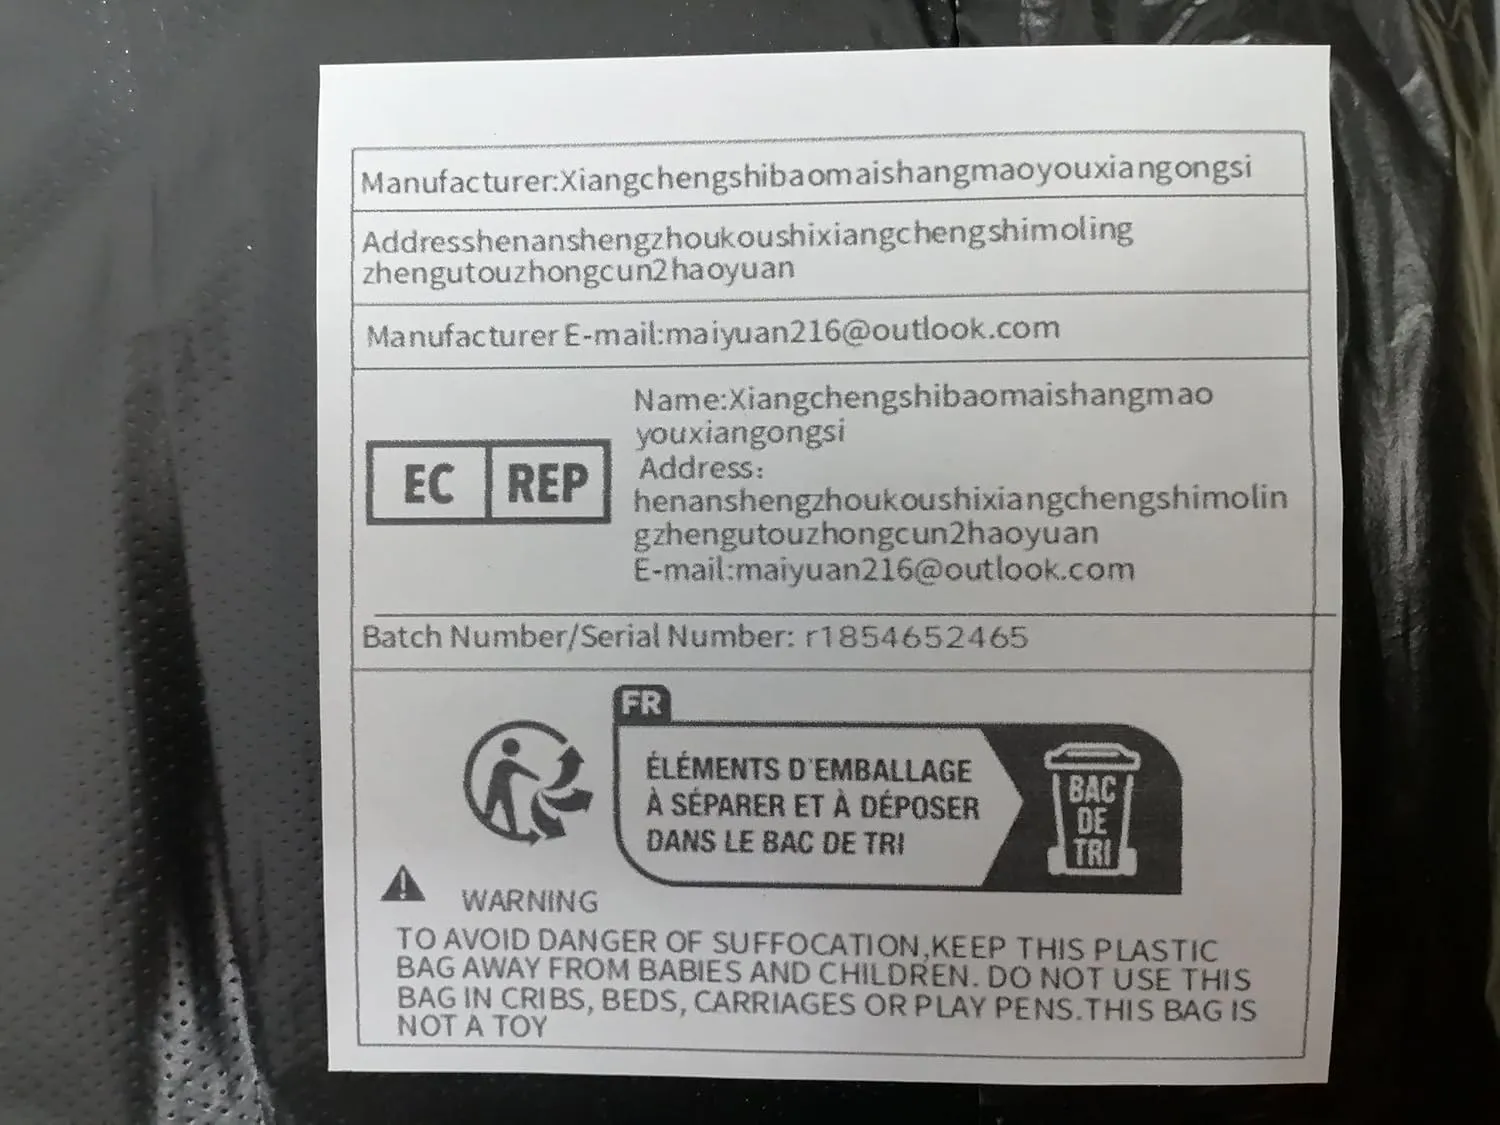 Manufacturer:Xiangchengshibaomaishangmaoyouxiangongsi
Addresshenanshengzhoukoushixiangchengshimoling
zhengutouzhongcun2haoyuan
Manufacturer E-mail:maiyuan216@outlook.com
EC REP
Name:Xiangchengshibaomaishangmao
youxiangongsi
Address:
henanshengzhoukoushixiangchengshimolin
gzhengutouzhongcun2haoyuan
E-mail:maiyuan216@outlook.com
Batch Number/Serial Number: r1854652465
FR
ÉLÉMENTS D'EMBALLAGE
À SÉPARER ET À DÉPOSER
DANS LE BAC DE TRI
BAC
DE
TRI
WARNING
TO AVOID DANGER OF SUFFOCATION,KEEP THIS PLASTIC
BAG AWAY FROM BABIES AND CHILDREN. DO NOT USE THIS
BAG IN CRIBS, BEDS, CARRIAGES OR PLAY PENS.THIS BAG IS
NOT A TOY